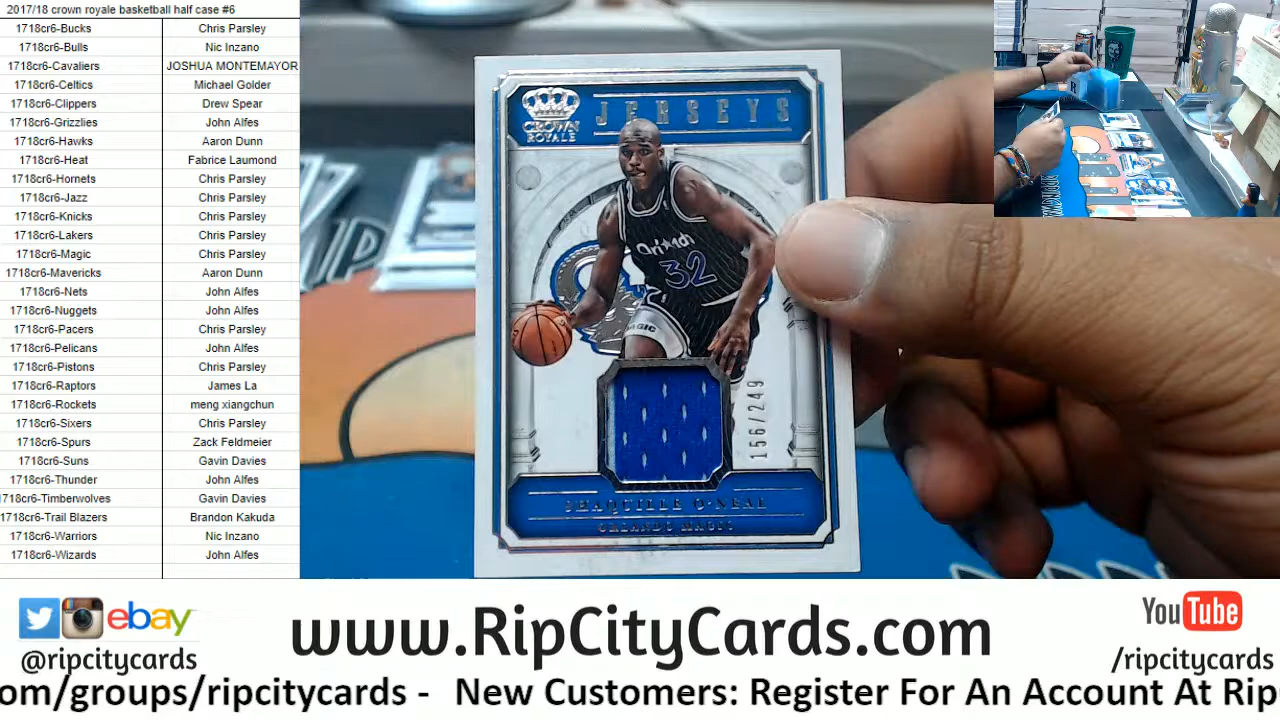 2017/18 crown royale basketball half case #6
1718cr6-Bucks Chris Parsley
1718cr6-Bulls Nic Inzano
1718cr6-Cavaliers JOSHUA MONTEMAYOR
1718cr6-Celtics Michael Golder
1718cr6-Clippers Drew Spear
1718cr6-Grizzlies John Alfes
1718cr6-Hawks Aaron Dunn
1718cr6-Heat Fabrice Laumond
1718cr6-Hornets Chris Parsley
1718cr6-Jazz Chris Parsley
1718cr6-Knicks Chris Parsley
1718cr6-Lakers Chris Parsley
1718cr6-Magic Chris Parsley
1718cr6-Mavericks Aaron Dunn
1718cr6-Nets John Alfes
1718cr6-Nuggets John Alfes
1718cr6-Pacers Chris Parsley
1718cr6-Pelicans John Alfes
1718cr6-Pistons Chris Parsley
1718cr6-Raptors James La
1718cr6-Rockets meng xiangchun
1718cr6-Sixers Chris Parsley
1718cr6-Spurs Zack Feldmeier
1718cr6-Suns Gavin Davies
1718cr6-Thunder John Alfes
1718cr6-Timberwolves Gavin Davies
1718cr6-Trail Blazers Brandon Kakuda
1718cr6-Warriors Nic Inzano
1718cr6-Wizards John Alfes
CROWN
ROYALE
JERSEYS
Orlando
32
MAGIC
156/249
SHAQUILLE O'NEAL
ORLANDO MAGIC
ebay
@ripcitycards
www.RipCityCards.com
YouTube
/ripcitycards
om/groups/ripcitycards - New Customers: Register For An Account At Rip